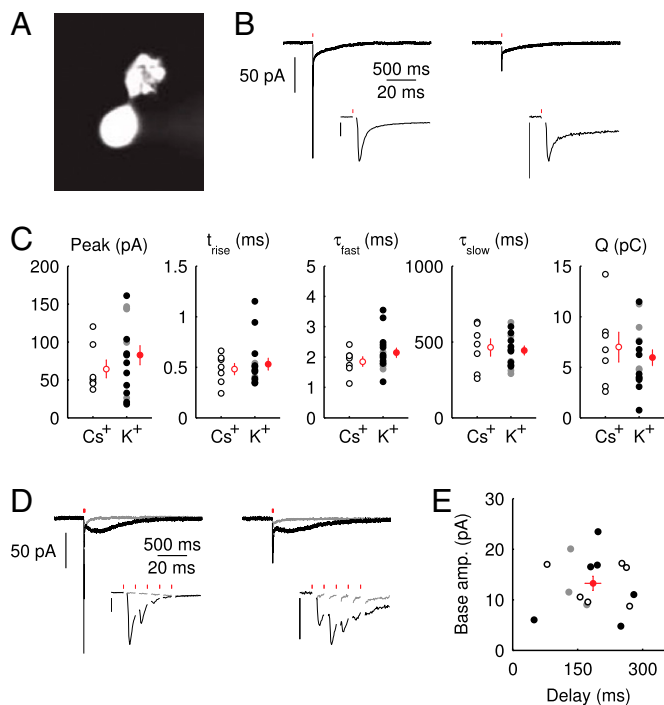 A
B
50 pA
500 ms
20 ms
C
Peak (pA)
200
150
100
50
0
Cs+ K+
t_rise (ms)
1.5
1
0.5
0
Cs+ K+
τ_fast (ms)
5
4
3
2
1
0
Cs+ K+
τ_slow (ms)
1000
500
0
Cs+ K+
Q (pC)
15
10
5
0
Cs+ K+
D
50 pA
500 ms
20 ms
E
Base amp. (pA)
30
20
10
0
0 150 300
Delay (ms)